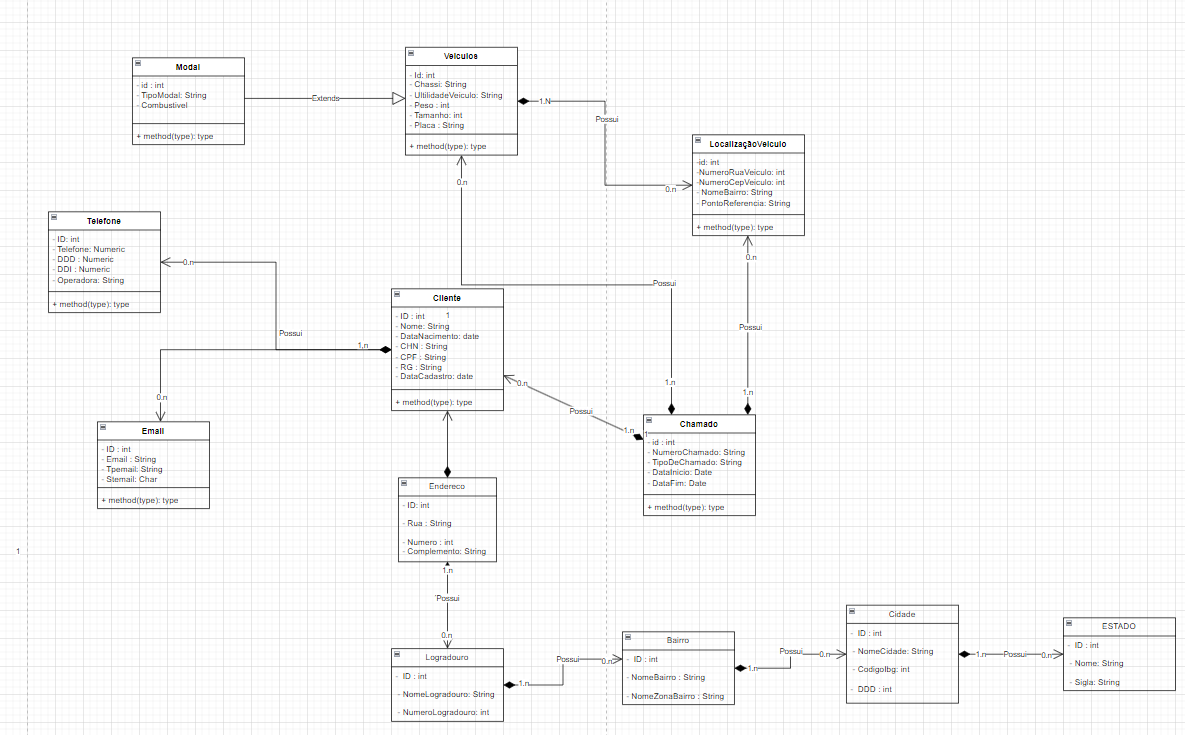 Modal
- id : int
- TipoModal: String
- Combustivel
+ method(type): type
Extends
Veiculos
- Id: int
- Chassi: String
- UltilidadeVeiculo: String
- Peso : int
- Tamanho: int
- Placa : String
+ method(type): type
1.N
Possui
0.n
LocalizaçãoVeiculo
-id: int
-NumeroRuaVeiculo: int
-NumeroCepVeiculo: int
- NomeBairro: String
- PontoReferencia: String
+ method(type): type
0.n
Telefone
- ID: int
- Telefone: Numeric
- DDD : Numeric
- DDI : Numeric
- Operadora: String
+ method(type): type
0.n
Possui
1.n
Cliente
- ID : int
1
- Nome: String
- DataNacimento: date
- CHN : String
- CPF : String
- RG : String
- DataCadastro: date
+ method(type): type
Possui
0.n
Possui
1.n
1.n
0.n
Possui
1.n
1
Chamado
- id : int
- NumeroChamado: String
- TipoDeChamado: String
- DataInicio: Date
- DataFim: Date
+ method(type): type
0.n
Email
- ID : int
- Email : String
- Tpemail: String
- Stemail: Char
+ method(type): type
Endereco
- ID: int
- Rua : String
- Numero : int
- Complemento: String
1
1.n
Possui
0.n
Logradouro
- ID : int
- NomeLogradouro: String
- NumeroLogradouro: int
1.n
Possui
0.n
Bairro
- ID : int
- NomeBairro : String
- NomeZonaBairro : String
1.n
Possui
0.n
Cidade
- ID : int
- NomeCidade: String
- CodigoIbg: int
- DDD : int
1.n
Possui
0.n
ESTADO
- ID : int
- Nome: String
- Sigla: String